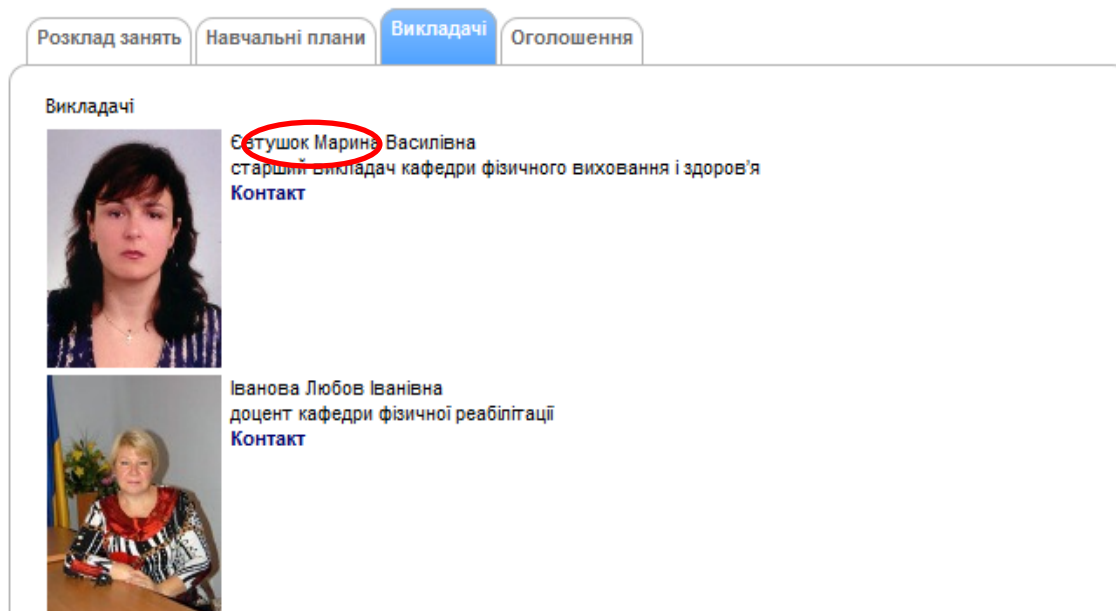 Розклад занять Навчальні плани Викладачі Оголошення
Викладачі
Євтушок Марина Василівна
старший викладач кафедри фізичного виховання і здоров'я
Контакт
Іванова Любов Іванівна
доцент кафедри фізичної реабілітації
Контакт